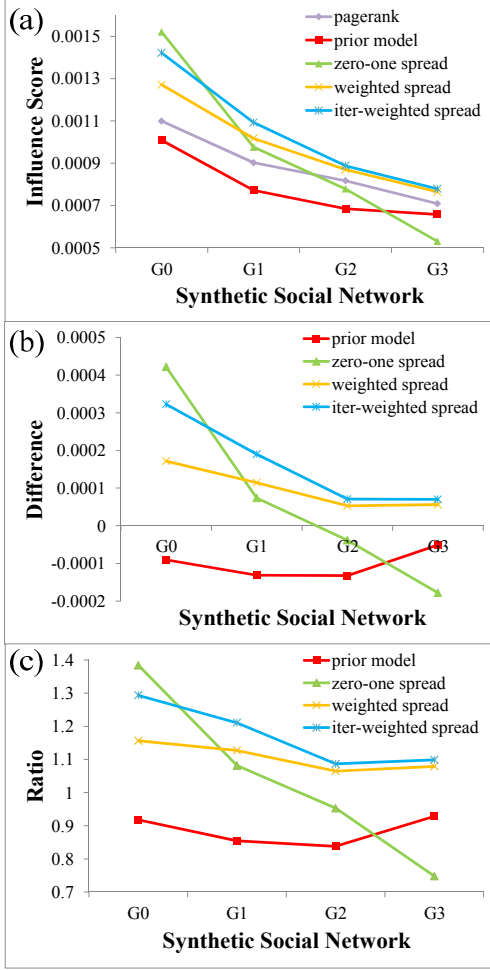 (a)
0.0015
0.0013
0.0011
0.0009
0.0007
0.0005
Influence Score
pagerank
prior model
zero-one spread
weighted spread
iter-weighted spread
G0 G1 G2 G3
Synthetic Social Network
(b)
0.0005
0.0004
0.0003
0.0002
0.0001
0
-0.0001
-0.0002
Difference
prior model
zero-one spread
weighted spread
iter-weighted spread
G0 G1 G2 G3
Synthetic Social Network
(c)
1.4
1.3
1.2
1.1
1
0.9
0.8
0.7
Ratio
prior model
zero-one spread
weighted spread
iter-weighted spread
G0 G1 G2 G3
Synthetic Social Network